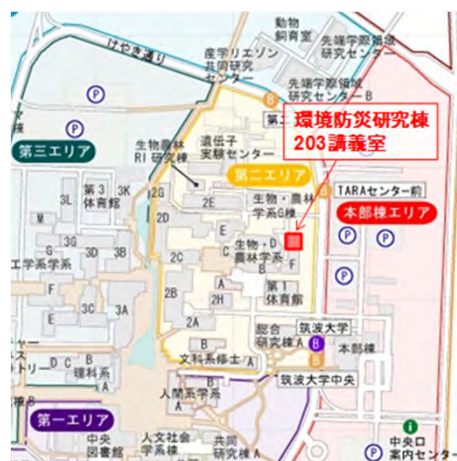 動物
飼育室
先端学際領域
研究センター
けやき通り
産学リエゾン
共同研究
センター
先端学際領域
研究センターB
P
P
B
環境防災研究棟
203講義室
第三エリア
生物農林
RI研究棟
遺伝子
実験センター
第二エリア
B
TARAセンター前
本部棟エリア
第3
体育館
3K
3L
2G
2E
生物・農林
学系G棟
M
2D
E
P
P
3G
3D
3B
F
工学系学系
2C
C
生物・
農林学系
D
B
F
P
E
3C
3A
2B
A
2H
第1
体育館
F
2A
総合
研究棟A
筑波大学
B
本部棟
D
C
B
理科系
A
B
文科系修士
A
B
筑波大学中央
B
人間系学系
A
第一エリア
中央
図書館
人文社会
学系棟
共同
研究棟A
P
i
中央口
案内センター